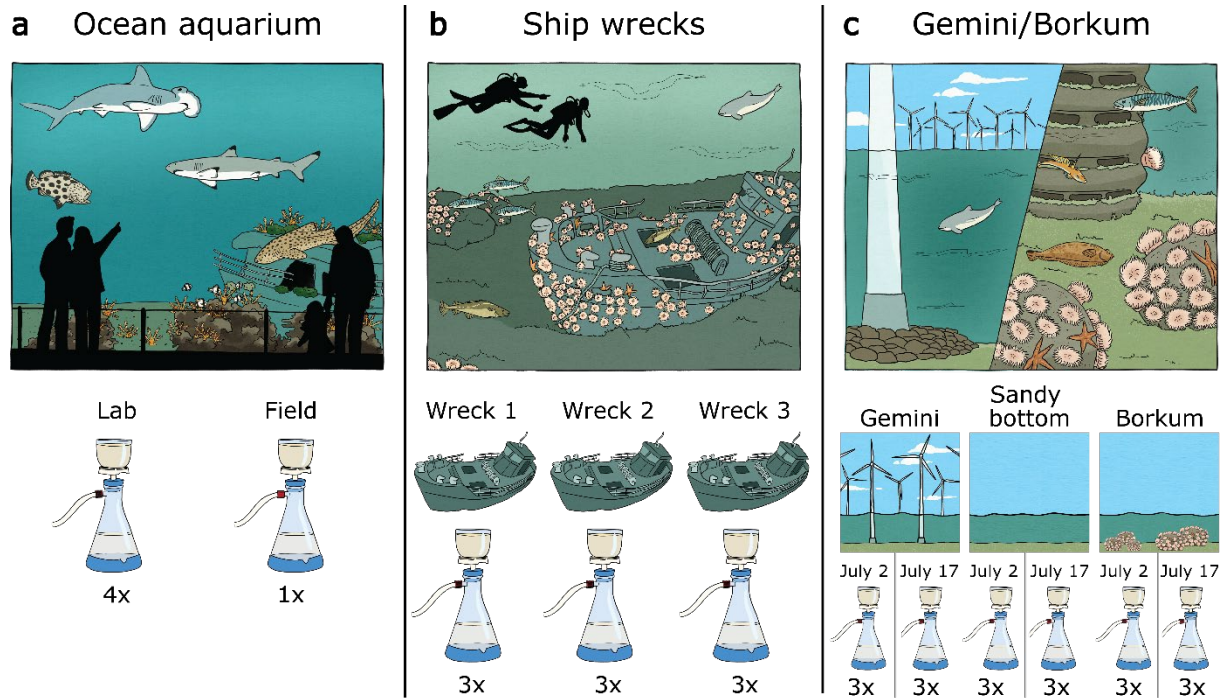 a Ocean aquarium
Lab Field
4x 1x
b Ship wrecks
Wreck 1 Wreck 2 Wreck 3
3x 3x 3x
c Gemini/Borkum
Gemini Sandy bottom Borkum
July 2 July 17 July 2 July 17 July 2 July 17
3x 3x 3x 3x 3x 3x